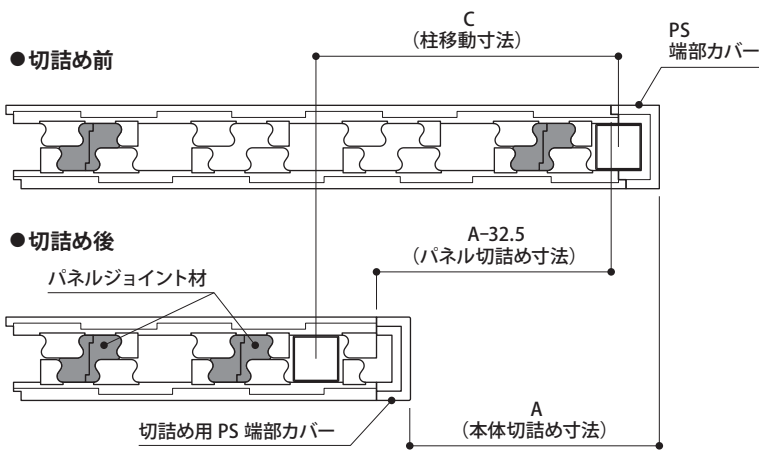 C
（柱移動寸法）
PS
端部カバー
●切詰め前
●切詰め後
A-32.5
（パネル切詰め寸法）
パネルジョイント材
切詰め用 PS 端部カバー
A
（本体切詰め寸法）